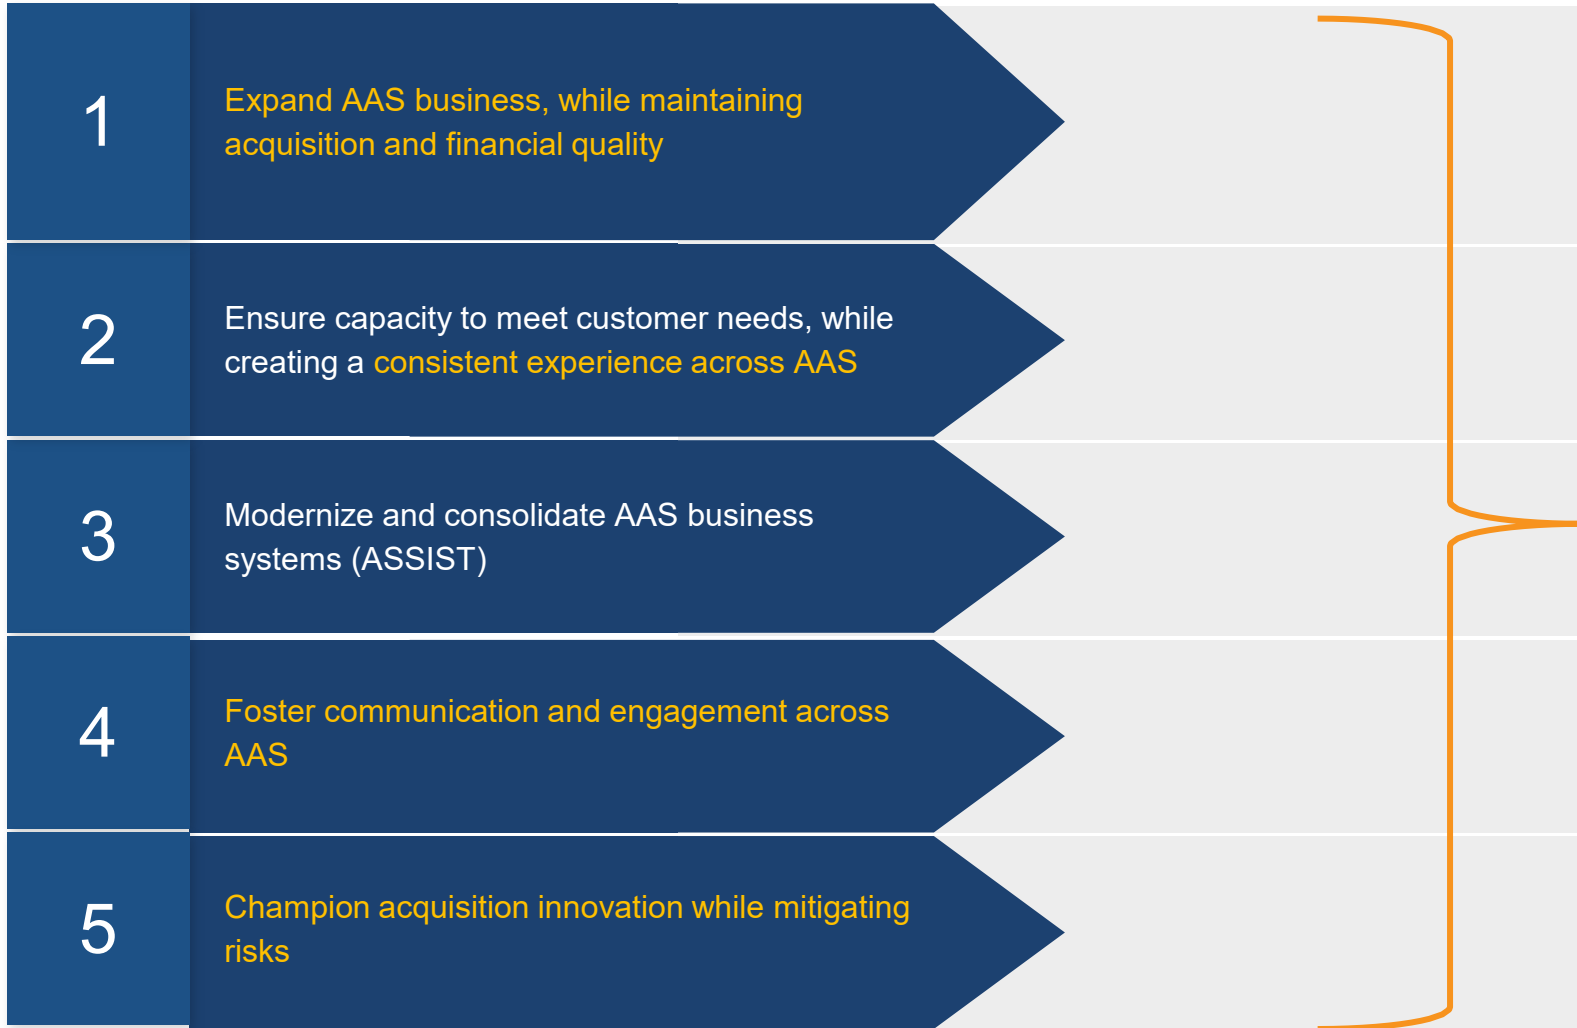 1
Expand AAS business, while maintaining
acquisition and financial quality
2
Ensure capacity to meet customer needs, while
creating a consistent experience across AAS
3
Modernize and consolidate AAS business
systems (ASSIST)
4
Foster communication and engagement across
AAS
5
Champion acquisition innovation while mitigating
risks